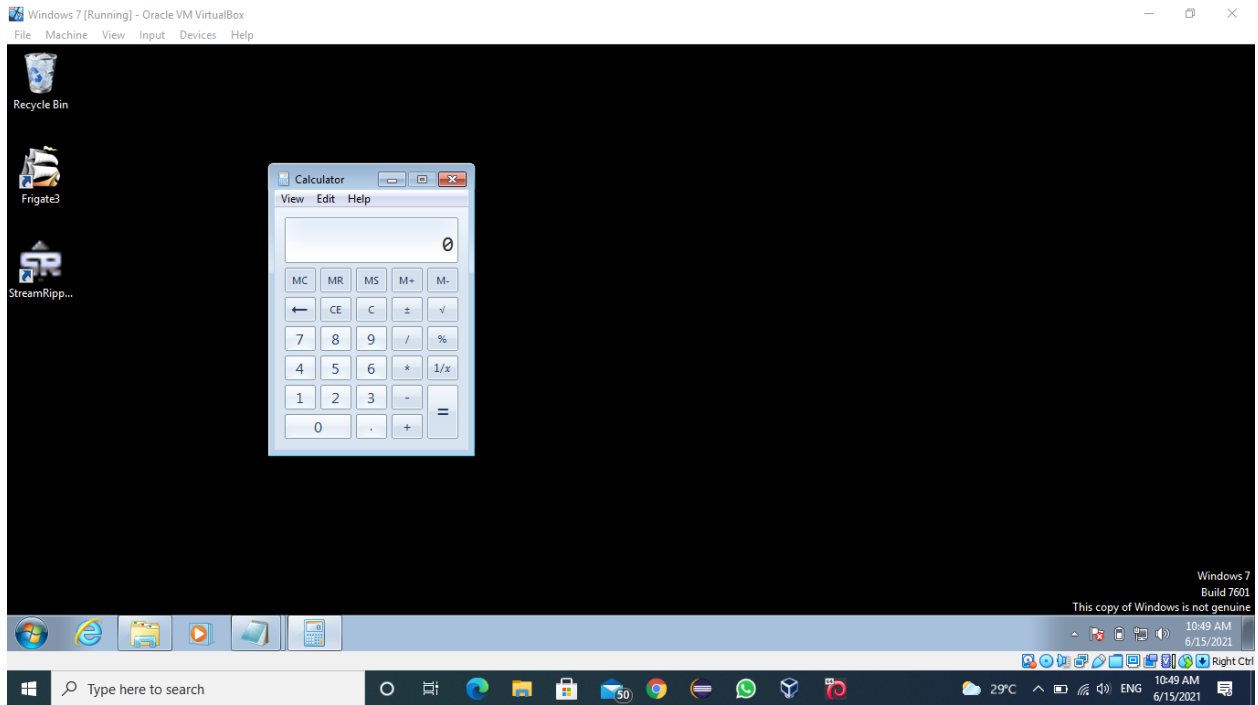 Windows 7 [Running] - Oracle VM VirtualBox
File Machine View Input Devices Help
Recycle Bin
Frigate3
SR
StreamRipp...
Calculator
View Edit Help
0
MC MR MS M+ M-
← CE C ± √
7 8 9 / %
4 5 6 * 1/x
1 2 3 - =
0 . +
Windows 7
Build 7601
This copy of Windows is not genuine
10:49 AM
6/15/2021
Right Ctrl
Type here to search
50
29°C
ENG
10:49 AM
6/15/2021